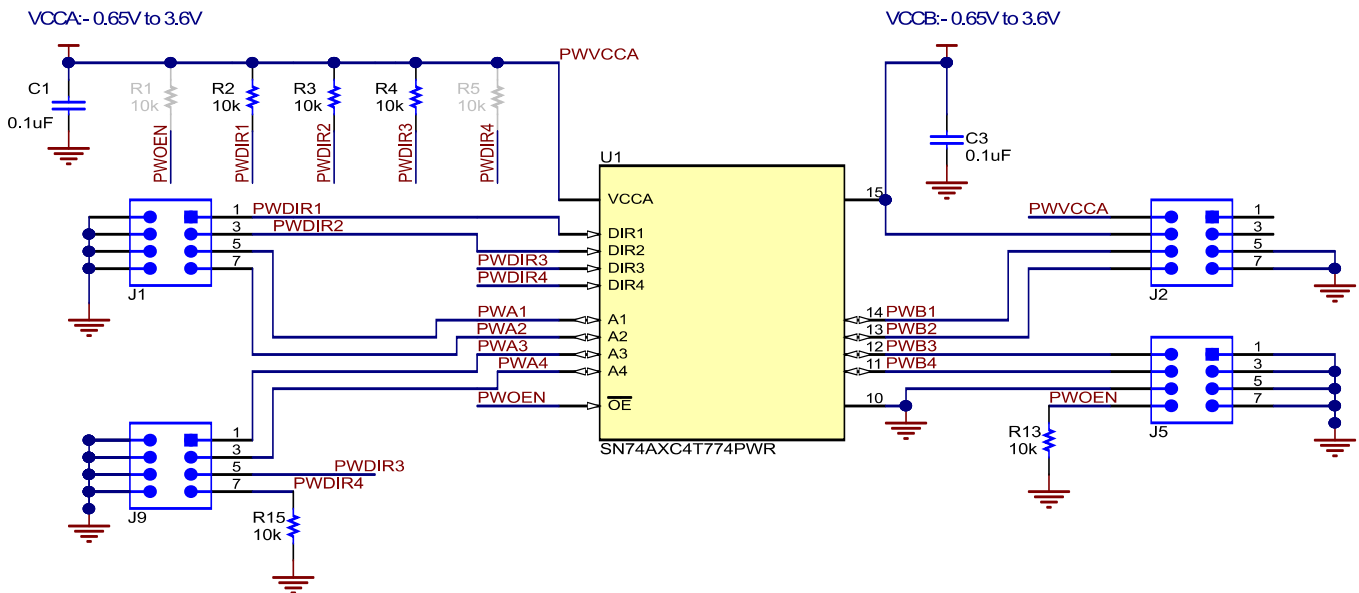 VCCA:- 0.65V to 3.6V
VCCB:- 0.65V to 3.6V
PWVCCA
C1
0.1uF
R1
10k
R2
10k
R3
10k
R4
10k
R5
10k
PWOEN
PWDIR1
PWDIR2
PWDIR3
PWDIR4
C3
0.1uF
U1
VCCA
15
DIR1
DIR2
DIR3
DIR4
A1
A2
A3
A4
OE
14
13
12
11
10
SN74AXC4T774PWR
1
3
5
7
J1
PWDIR1
PWDIR2
PWDIR3
PWDIR4
PWA1
PWA2
PWA3
PWA4
PWOEN
1
3
5
7
J9
PWDIR3
PWDIR4
R15
10k
PWVCCA
1
3
5
7
J2
PWB1
PWB2
PWB3
PWB4
PWOEN
1
3
5
7
J5
R13
10k